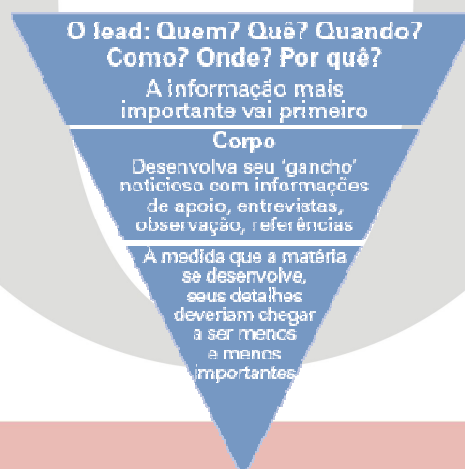 O lead: Quem? Quê? Quando?
Como? Onde? Por quê?
A informação mais
importante vai primeiro
Corpo
Desenvolva seu ‘gancho’
noticioso com informações
de apoio, entrevistas,
observação, referências
À medida que a matéria
se desenvolve,
seus detalhes
deveriam chegar
a ser menos
e menos
importantes